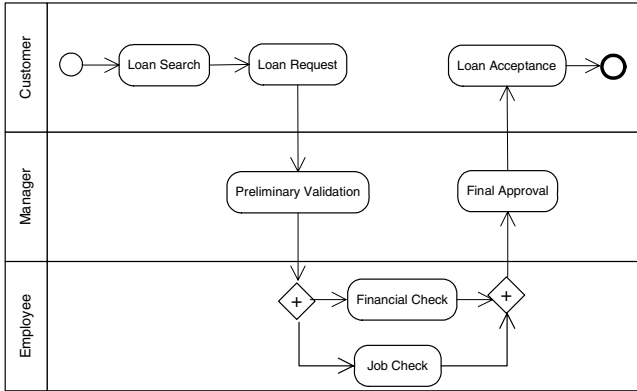 Customer
Loan Search
Loan Request
Loan Acceptance
Manager
Preliminary Validation
Final Approval
Employee
+
Financial Check
+
Job Check